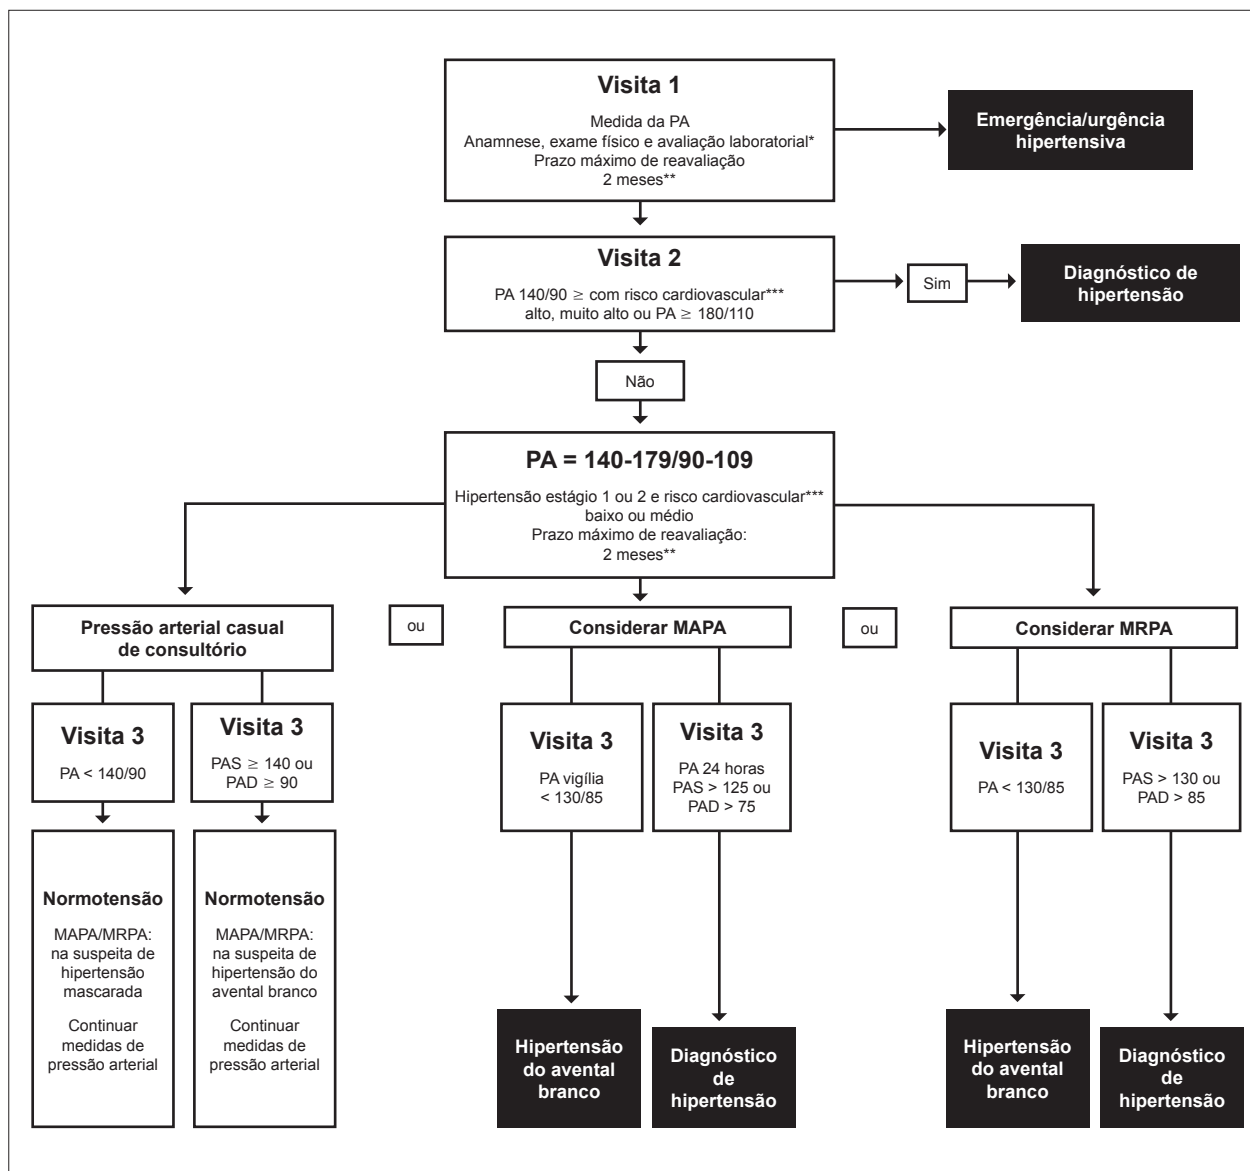 Visita 1
Medida da PA
Anamnese, exame físico e avaliação laboratorial*
Prazo máximo de reavaliação
2 meses**
Emergência/urgência
hipertensiva
Visita 2
PA 140/90 ≥ com risco cardiovascular***
alto, muito alto ou PA ≥ 180/110
Sim
Diagnóstico de
hipertensão
Não
PA = 140-179/90-109
Hipertensão estágio 1 ou 2 e risco cardiovascular***
baixo ou médio
Prazo máximo de reavaliação:
2 meses**
Pressão arterial casual
de consultório
ou
Considerar MAPA
ou
Considerar MRPA
Visita 3
PA < 140/90
Visita 3
PAS ≥ 140 ou
PAD ≥ 90
Visita 3
PA vigília
< 130/85
Visita 3
PA 24 horas
PAS > 125 ou
PAD > 75
Visita 3
PA < 130/85
Visita 3
PAS > 130 ou
PAD > 85
Normotensão
MAPA/MRPA:
na suspeita de
hipertensão
mascarada
Continuar
medidas de
pressão arterial
Normotensão
MAPA/MRPA:
na suspeita de
hipertensão do
avental branco
Continuar
medidas de
pressão arterial
Hipertensão
do avental
branco
Diagnóstico
de
hipertensão
Hipertensão
do avental
branco
Diagnóstico
de
hipertensão